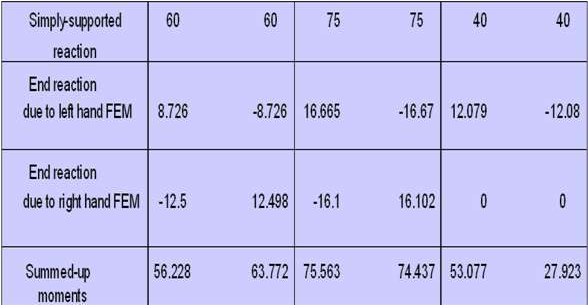 Simply-supported 60 60 75 75 40 40
reaction
End reaction
due to left hand FEM 8.726 -8.726 16.665 -16.67 12.079 -12.08
End reaction
due to right hand FEM -12.5 12.498 -16.1 16.102 0 0
Summed-up 56.228 63.772 75.563 74.437 53.077 27.923
moments